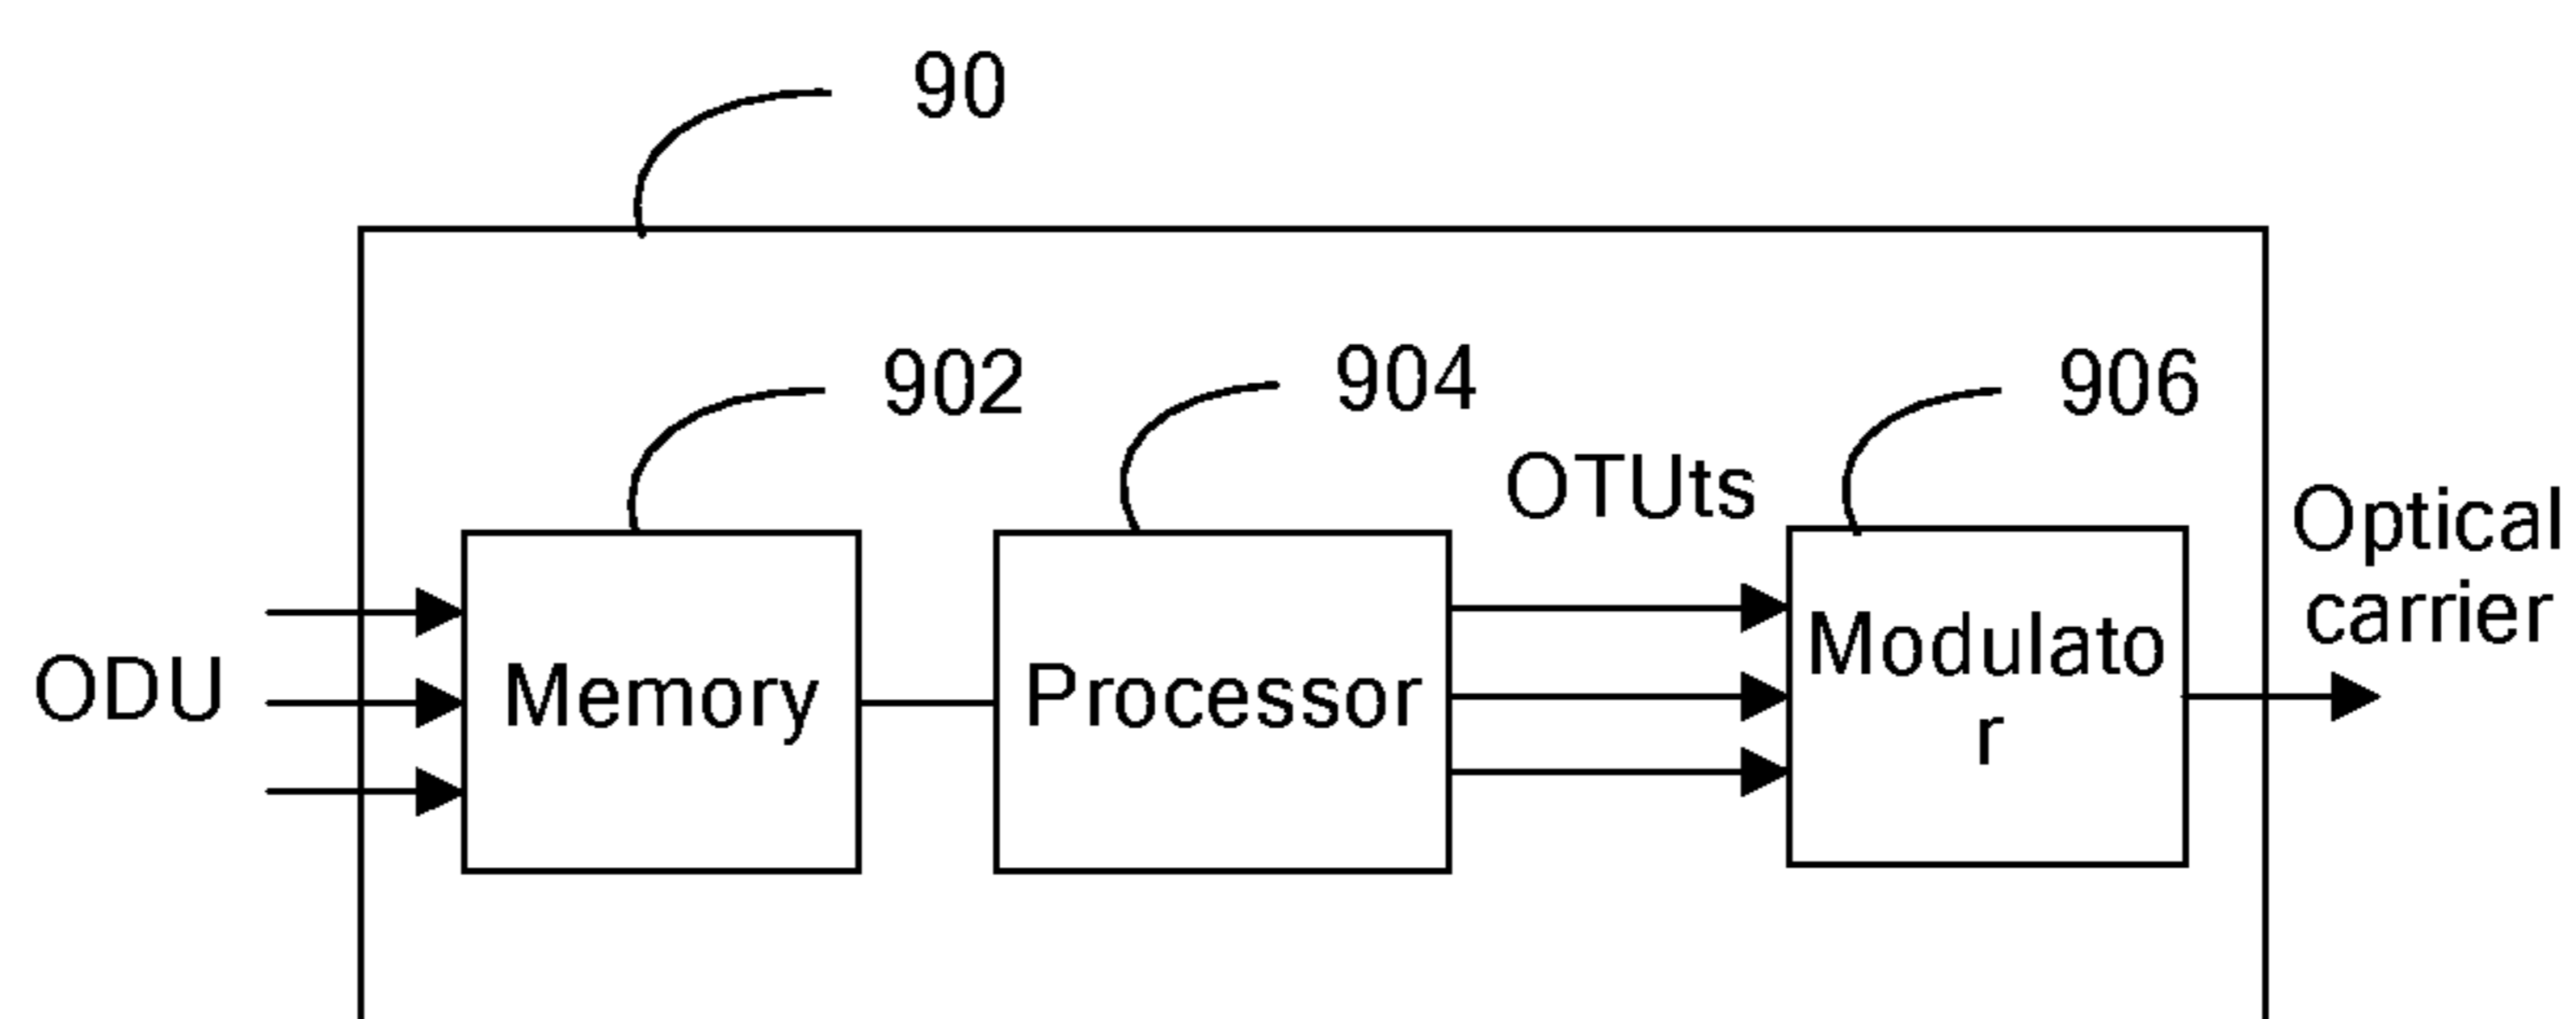 90
902
904
906
OTUts
Optical
carrier
ODU
Memory
Processor
Modulato
r